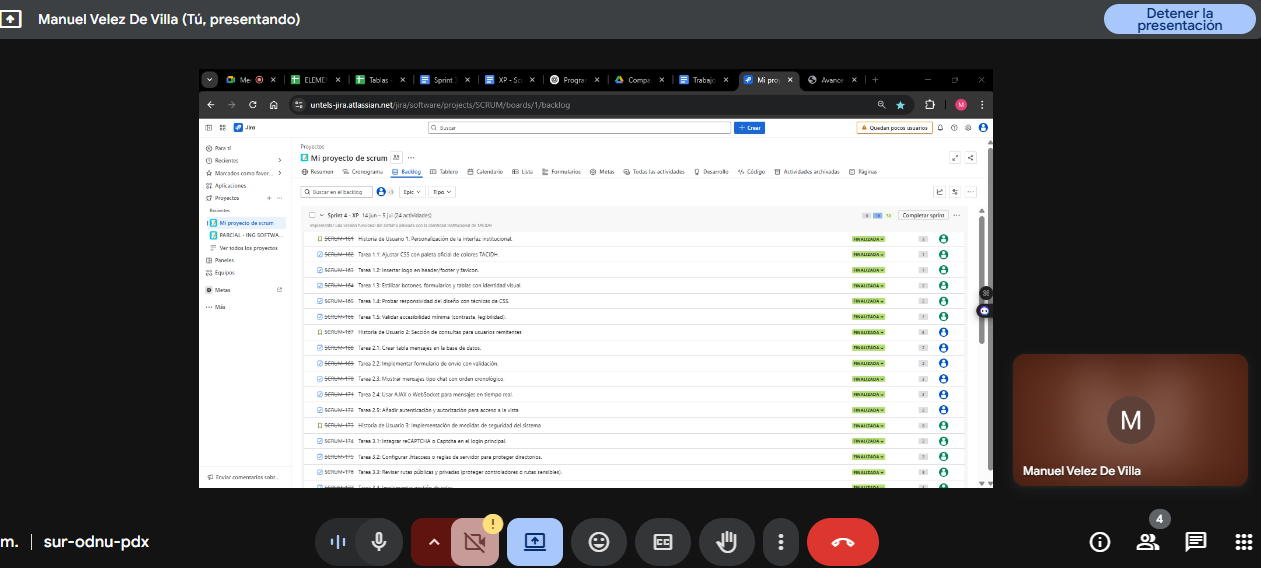 Manuel Velez De Villa (Tú, presentando)
Detener la
presentación
Me
ELEME
Tablas -
Sprint
XP - Sc
Progra
Compa
Trabajo
Mi proy
Avance
untels-jira.atlassian.net/jira/software/projects/SCRUM/boards/1/backlog
M
Jira
Buscar
+ Crear
Quedan pocos usuarios
Para ti
Recientes
Marcados como favor...
Aplicaciones
Proyectos
Recientes
Mi proyecto de scrum
PARCIAL - ING SOFTWA...
Ver todos los proyectos
Paneles
Equipos
Metas
Más
Enviar comentarios sobr...
Proyectos
Mi proyecto de scrum
Resumen
Cronograma
Backlog
Tablero
Calendario
Lista
Formularios
Metas
Todas las actividades
Desarrollo
Código
Actividades archivadas
Páginas
Buscar en el backlog
Epic
Tipo
Sprint 4 - XP 14 jun – 5 jul (24 actividades)
Completar sprint
SCRUM-161 Historia de Usuario 1: Personalización de la interfaz institucional. FINALIZADA
SCRUM-162 Tarea 1.1: Ajustar CSS con paleta oficial de colores TACIDH. FINALIZADA
SCRUM-163 Tarea 1.2: Insertar logo en header/footer y favicon. FINALIZADA
SCRUM-164 Tarea 1.3: Estilizar botones, formularios y tablas con identidad visual. FINALIZADA
SCRUM-165 Tarea 1.4: Probar responsividad del diseño con técnicas de CSS. FINALIZADA
SCRUM-166 Tarea 1.5: Validar accesibilidad mínima (contraste, legibilidad). FINALIZADA
SCRUM-167 Historia de Usuario 2: Sección de consultas para usuarios remitentes FINALIZADA
SCRUM-168 Tarea 2.1: Crear tabla mensajes en la base de datos. FINALIZADA
SCRUM-169 Tarea 2.2: Implementar formulario de envío con validación. FINALIZADA
SCRUM-170 Tarea 2.3: Mostrar mensajes tipo chat con orden cronológico. FINALIZADA
SCRUM-171 Tarea 2.4: Usar AJAX o WebSocket para mensajes en tiempo real. FINALIZADA
SCRUM-172 Tarea 2.5: Añadir autenticación y autorización para acceso a la vista. FINALIZADA
SCRUM-173 Historia de Usuario 3: Implementación de medidas de seguridad del sistema FINALIZADA
SCRUM-174 Tarea 3.1: Integrar reCAPTCHA o Captcha en el login principal. FINALIZADA
SCRUM-175 Tarea 3.2: Configurar .htaccess o reglas de servidor para proteger directorios. FINALIZADA
SCRUM-176 Tarea 3.3: Revisar rutas públicas y privadas (proteger controladores o rutas sensibles). FINALIZADA
M
Manuel Velez De Villa
m. | sur-odnu-pdx
4